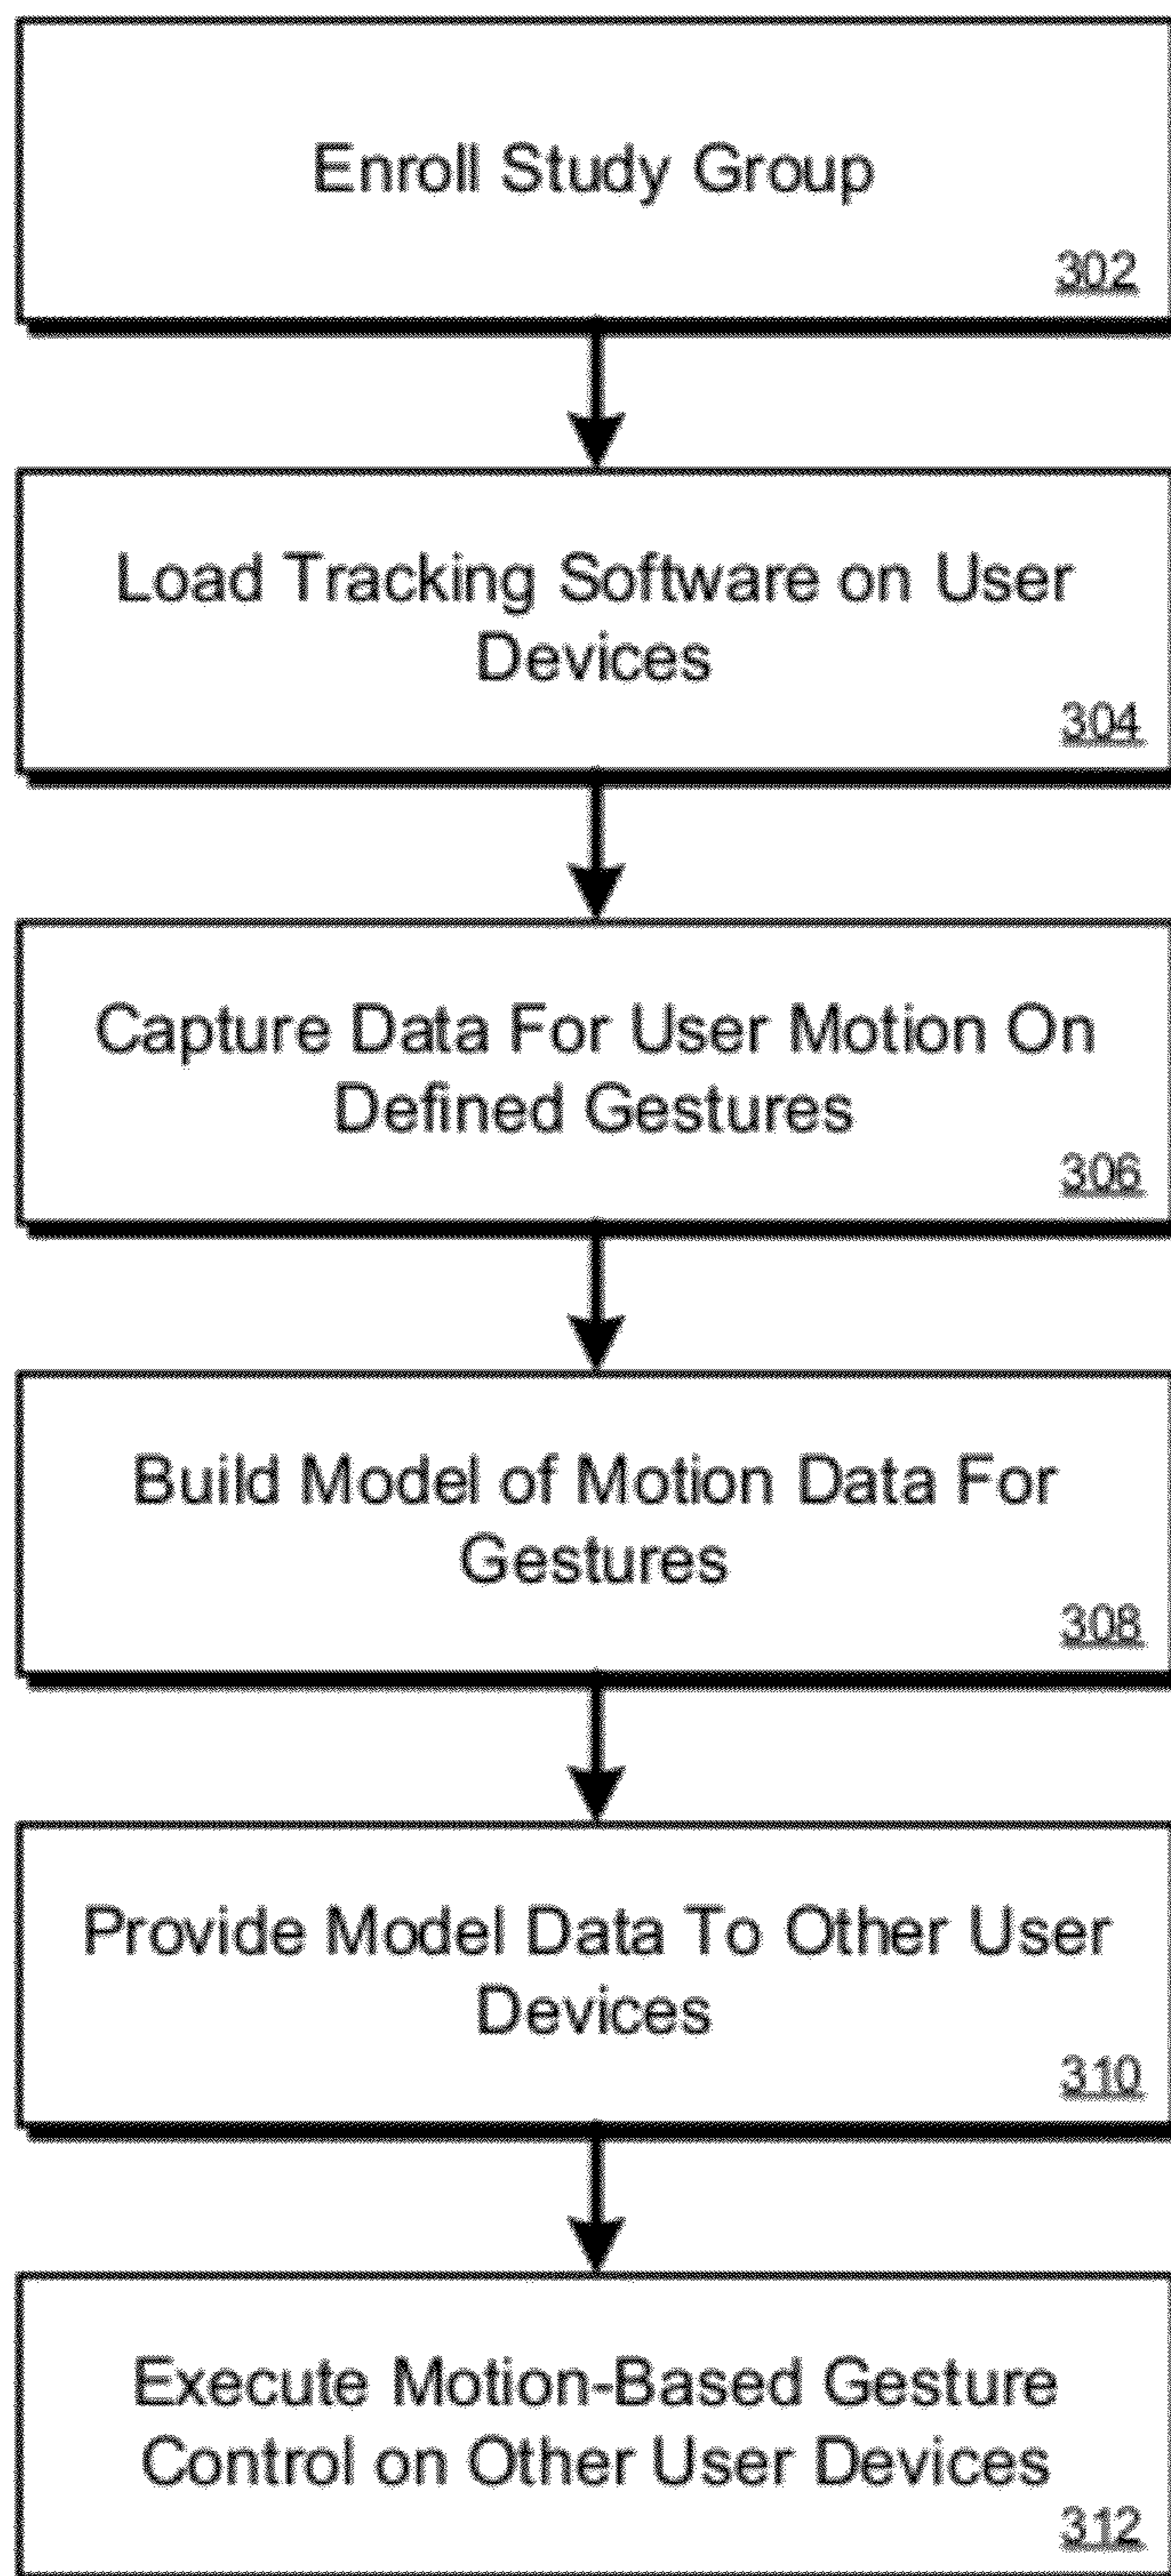 Enroll Study Group
302
Load Tracking Software on User
Devices
304
Capture Data For User Motion On
Defined Gestures
306
Build Model of Motion Data For
Gestures
308
Provide Model Data To Other User
Devices
310
Execute Motion-Based Gesture
Control on Other User Devices
312